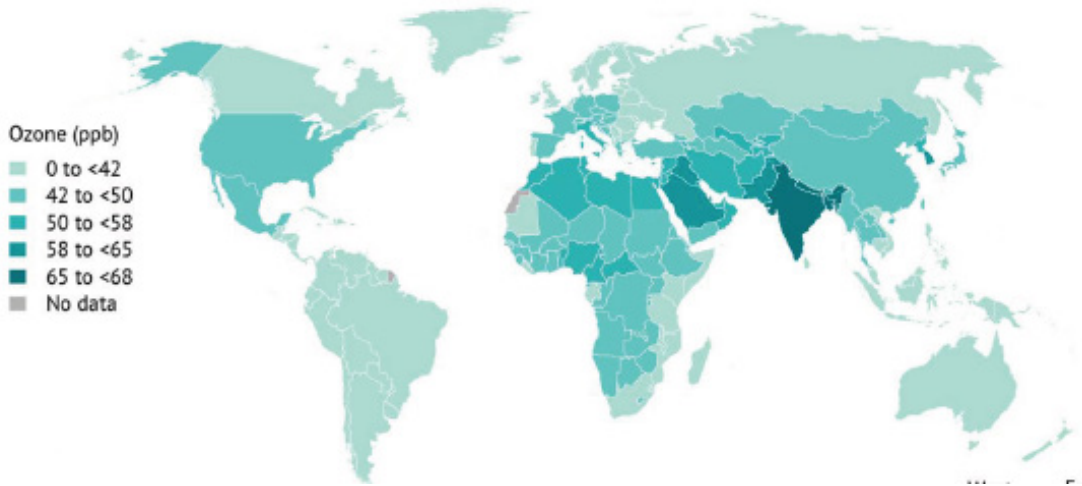 Ozone (ppb)
0 to <42
42 to <50
50 to <58
58 to <65
65 to <68
No data